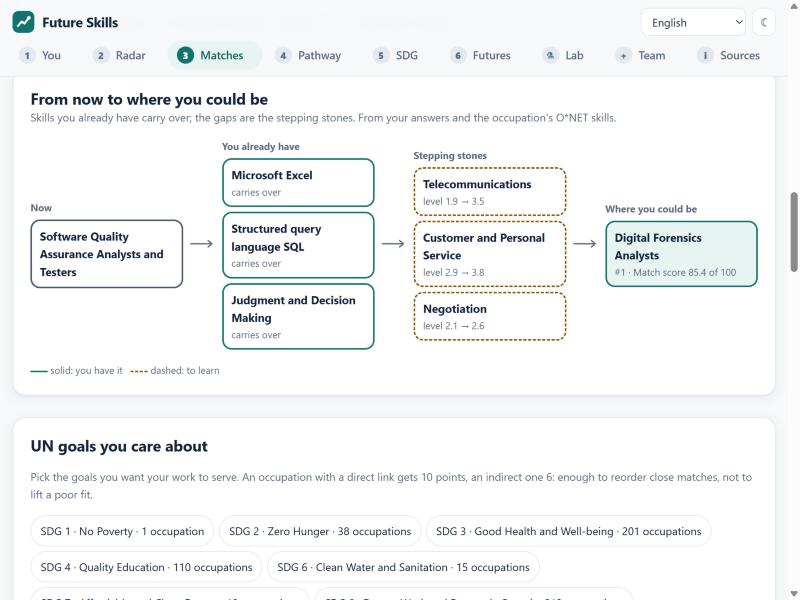 Future Skills
English
1 You
2 Radar
3 Matches
4 Pathway
5 SDG
6 Futures
Lab
+ Team
i Sources
From now to where you could be
Skills you already have carry over; the gaps are the stepping stones. From your answers and the occupation's O*NET skills.
Now
Software Quality
Assurance Analysts and
Testers
You already have
Microsoft Excel
carries over
Structured query
language SQL
carries over
Judgment and Decision
Making
carries over
Stepping stones
Telecommunications
level 1.9 → 3.5
Customer and Personal
Service
level 2.9 → 3.8
Negotiation
level 2.1 → 2.6
Where you could be
Digital Forensics
Analysts
#1 · Match score 85.4 of 100
solid: you have it
dashed: to learn
UN goals you care about
Pick the goals you want your work to serve. An occupation with a direct link gets 10 points, an indirect one 6: enough to reorder close matches, not to
lift a poor fit.
SDG 1 · No Poverty · 1 occupation
SDG 2 · Zero Hunger · 38 occupations
SDG 3 · Good Health and Well-being · 201 occupations
SDG 4 · Quality Education · 110 occupations
SDG 6 · Clean Water and Sanitation · 15 occupations